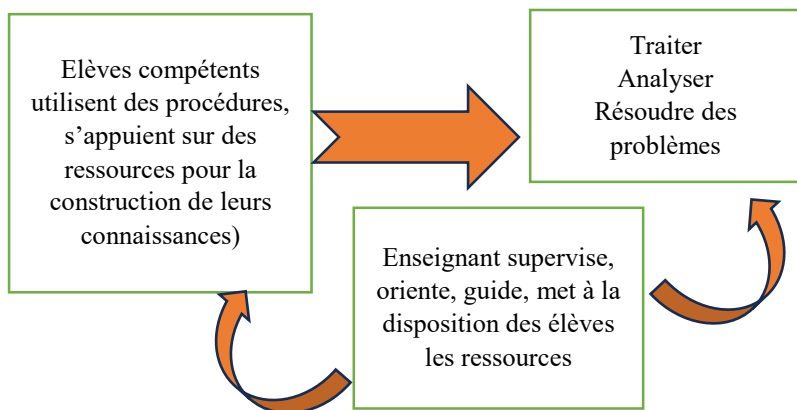 Elèves compétents
utilisent des procédures,
s’appuient sur des
ressources pour la
construction de leurs
connaissances)
Traiter
Analyser
Résoudre des
problèmes
Enseignant supervise,
oriente, guide, met à la
disposition des élèves
les ressources